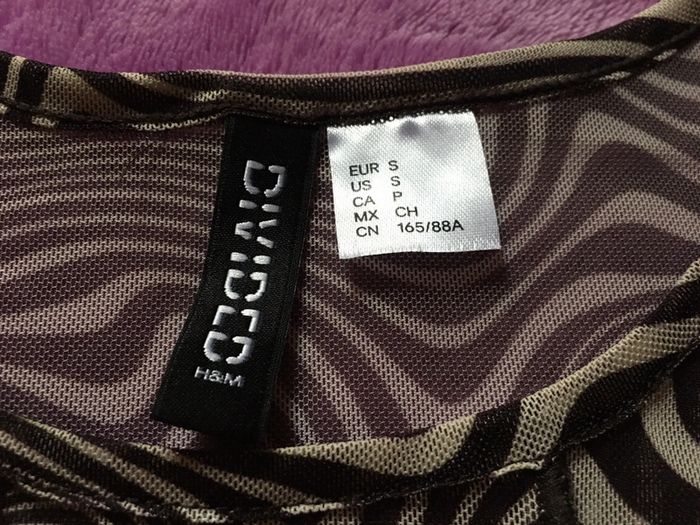 DIVIDED
H&M
EUR S
US S
CA P
MX CH
CN 165/88A